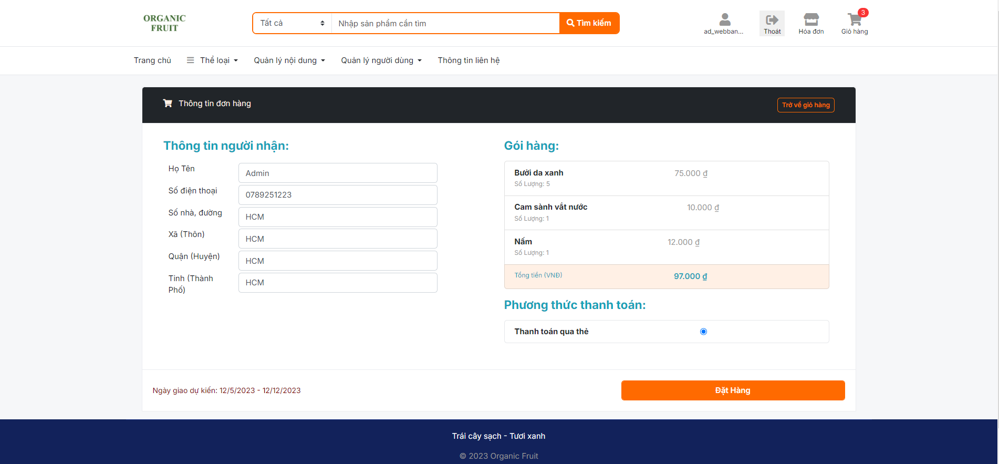 ORGANIC
FRUIT
Tất cả
Nhập sản phẩm cần tìm
Tìm kiếm
ad_webban...
Thoát
Hóa đơn
3
Giỏ hàng
Trang chủ
Thể loại
Quản lý nội dung
Quản lý người dùng
Thông tin liên hệ
Thông tin đơn hàng
Trở về giỏ hàng
Thông tin người nhận:
Họ Tên
Admin
Số điện thoại
0789251223
Số nhà, đường
HCM
Xã (Thôn)
HCM
Quận (Huyện)
HCM
Tỉnh (Thành
Phố)
HCM
Gói hàng:
Bưởi da xanh
75.000 ₫
Số Lượng: 5
Cam sành vắt nước
10.000 ₫
Số Lượng: 1
Nấm
12.000 ₫
Số Lượng: 1
Tổng tiền (VNĐ)
97.000 ₫
Phương thức thanh toán:
Thanh toán qua thẻ
Ngày giao dự kiến: 12/5/2023 - 12/12/2023
Đặt Hàng
Trái cây sạch - Tươi xanh
© 2023 Organic Fruit